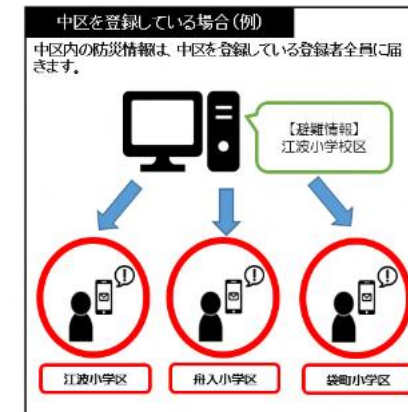 中区を登録している場合(例)
中区内の防災情報は、中区を登録している登録者全員に届
きます。
【避難情報】
江波小学校区
江波小学区
舟入小学区
袋町小学区